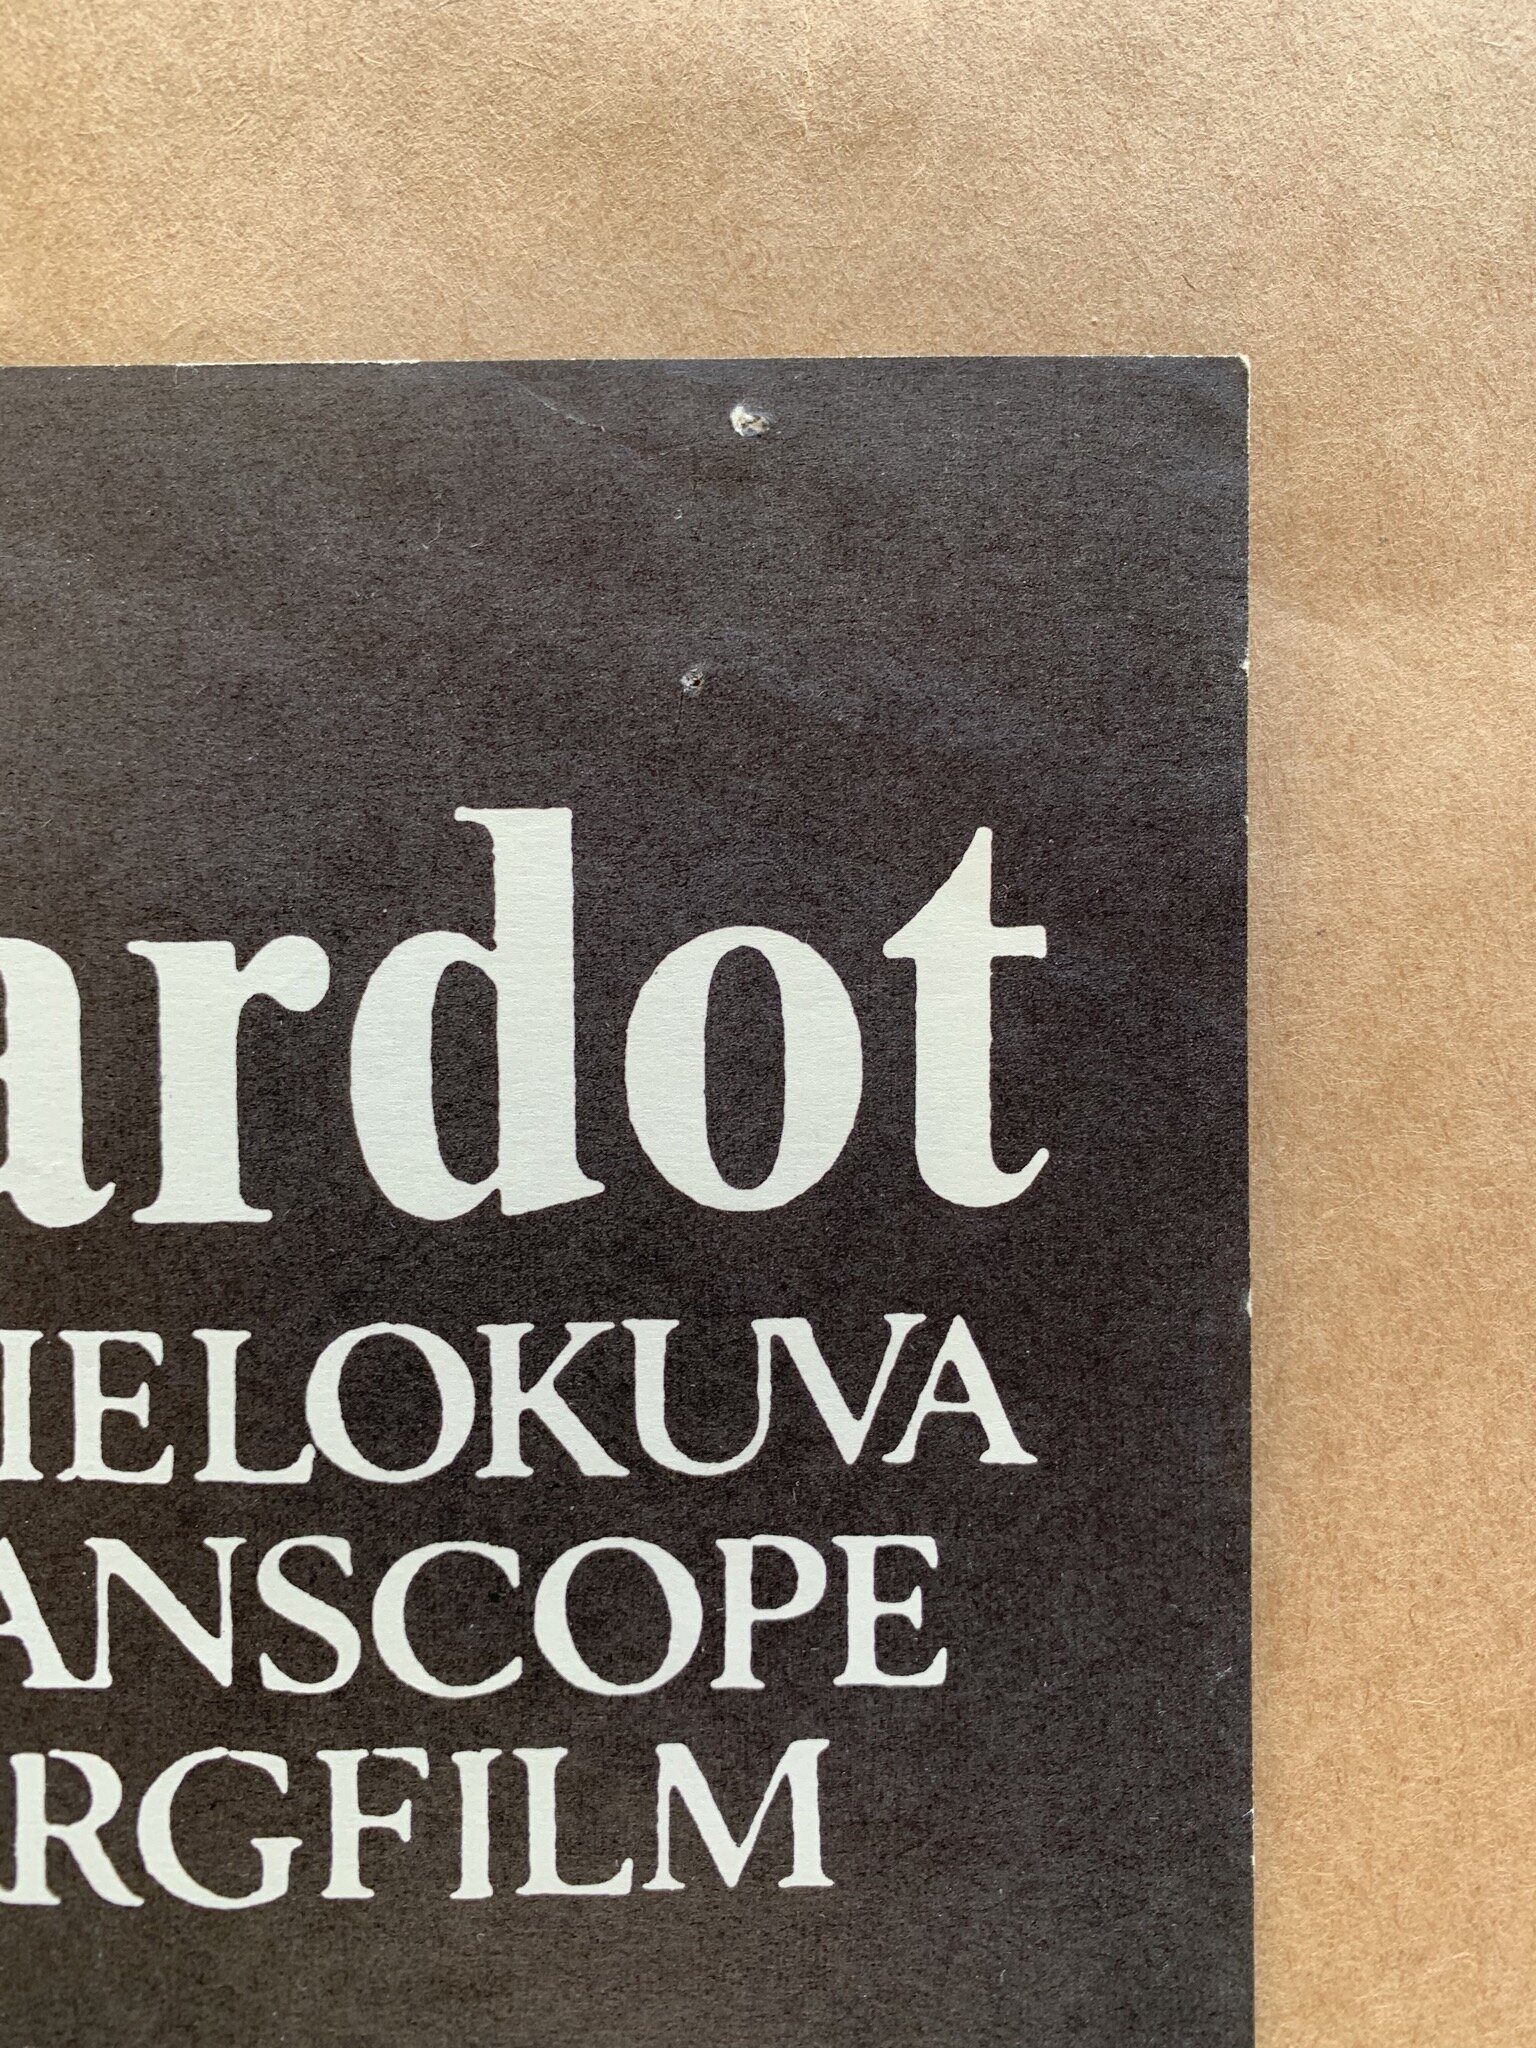 ardot
IELOKUVA
ANSCOPE
RGFILM